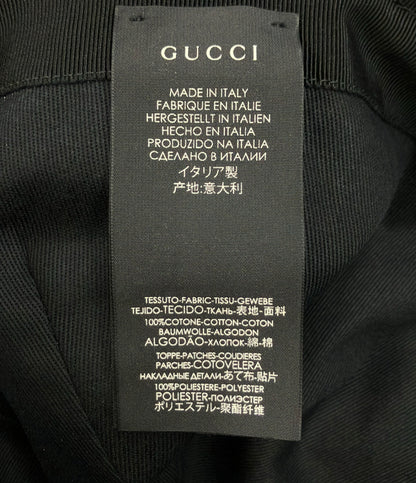 GUCCI
MADE IN ITALY
FABRIQUE EN ITALIE
HERGESTELLT IN ITALIEN
HECHO EN ITALIA
PRODUZIDO NA ITALIA
СДЕЛАНО В ИТАЛИИ
イタリア製
产地:意大利
TESSUTO-FABRIC-TISSU-GEWEBE
TEJIDO-TECIDO-ТКАНЬ-表地-面料
100%COTONE-COTTON-COTON
BAUMWOLLE-ALGODON
ALGODÃO-ХЛОПОК-綿-棉
TOPPE-PATCHES-COUDIERES
PARCHES-COTOVELERA
НАКЛАДНЫЕ ДЕТАЛИ-あて布-贴片
100%POLIESTERE-POLYESTER
POLIESTER-ПОЛИЭСТЕР
ポリエステル-聚酯纤维